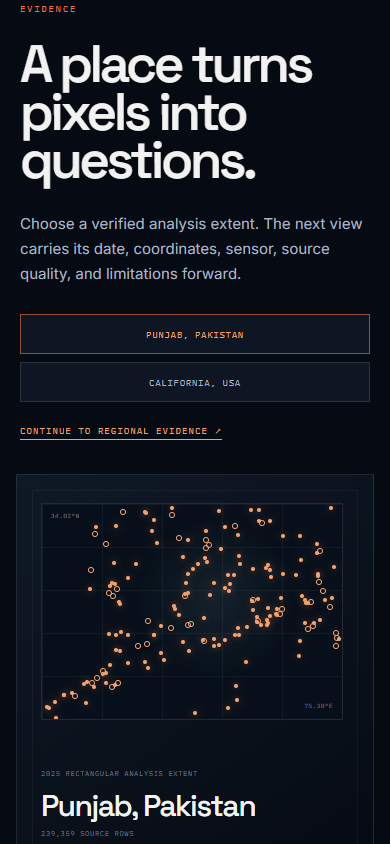 EVIDENCE
A place turns
pixels into
questions.
Choose a verified analysis extent. The next view
carries its date, coordinates, sensor, source
quality, and limitations forward.
PUNJAB, PAKISTAN
CALIFORNIA, USA
CONTINUE TO REGIONAL EVIDENCE ↗
34.02°N
75.38°E
2025 RECTANGULAR ANALYSIS EXTENT
Punjab, Pakistan
239,359 SOURCE ROWS